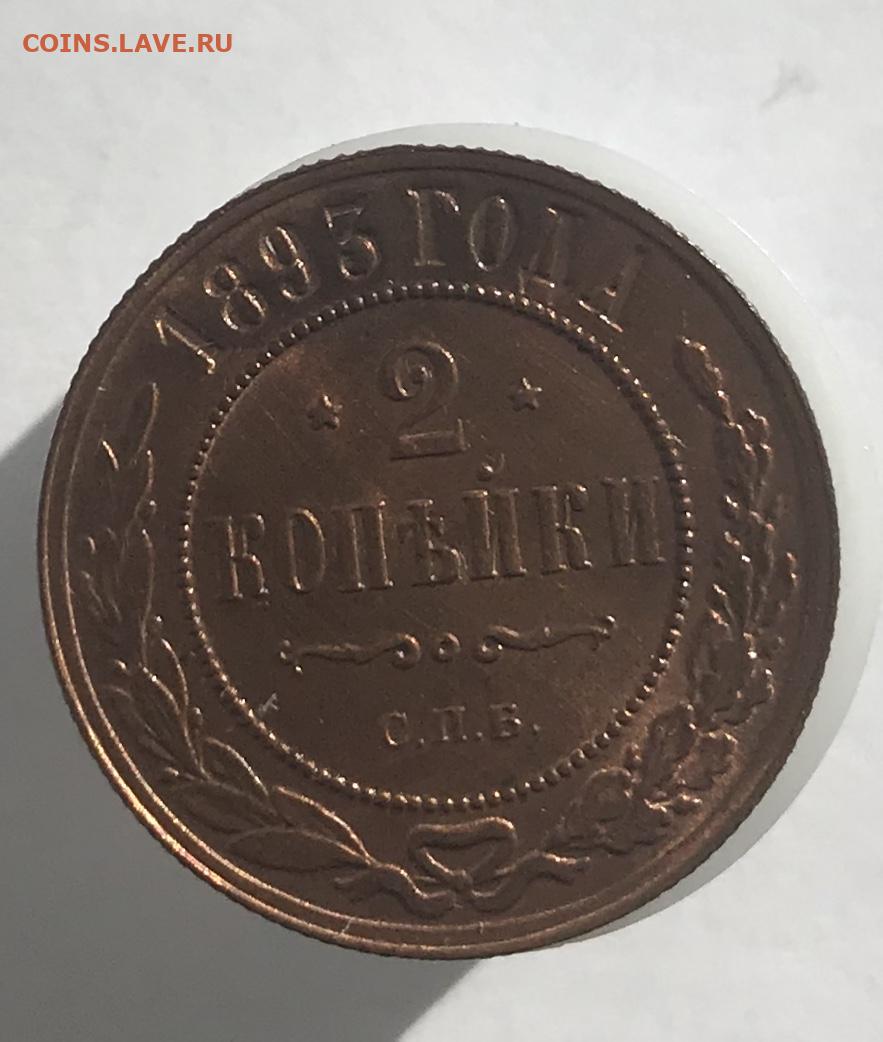 COINS.LAVE.RU
1893 ГОДА
2
КОПѢЙКИ
С.П.Б.